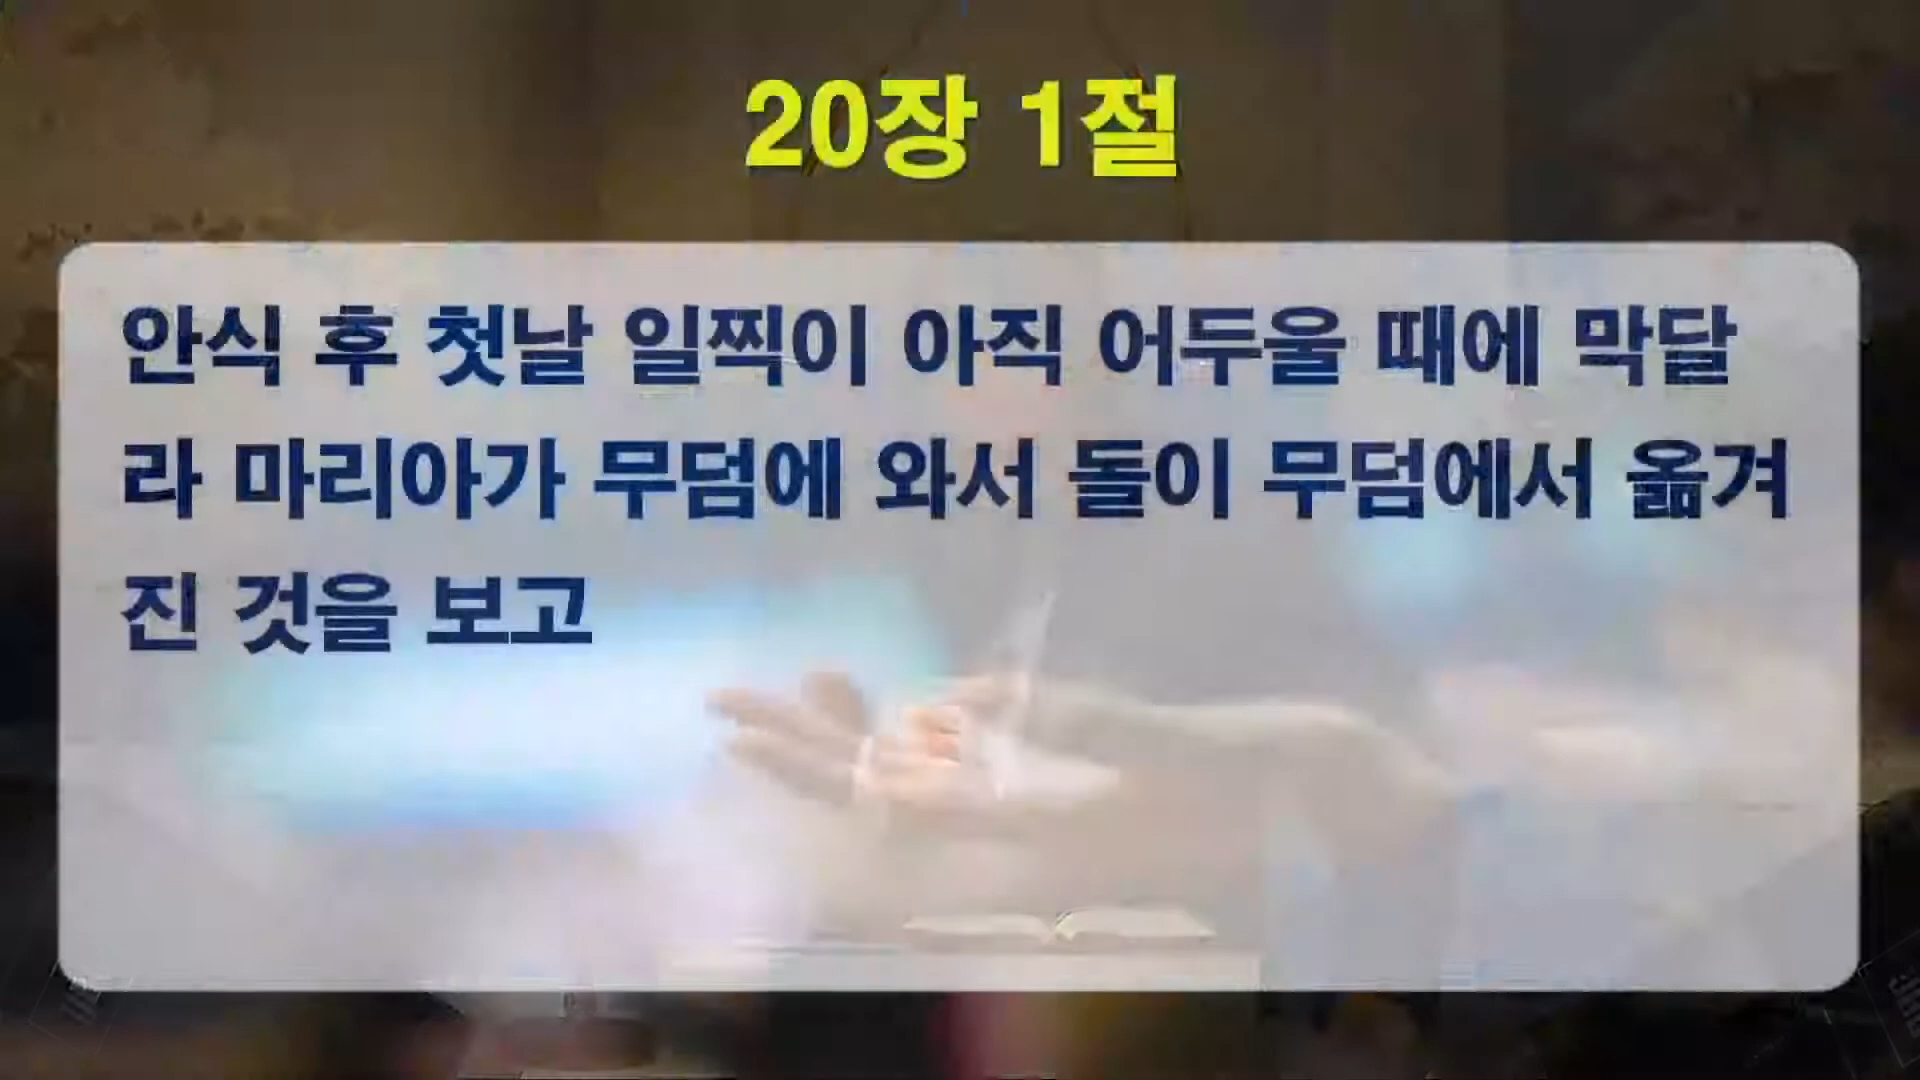 20장 1절
안식 후 첫날 일찍이 아직 어두울 때에 막달
라 마리아가 무덤에 와서 돌이 무덤에서 옮겨
진 것을 보고